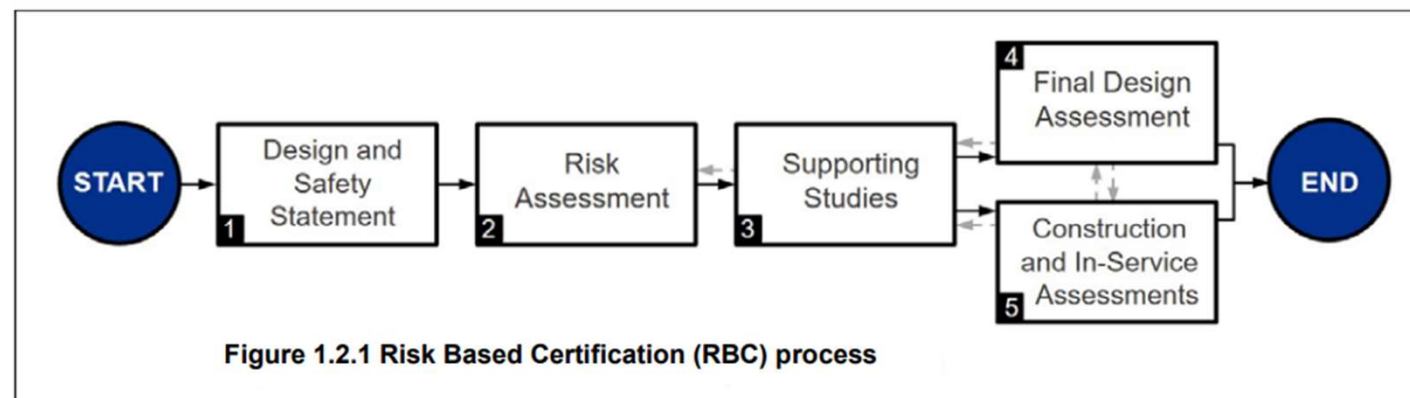 START
Design and
Safety
Statement
1
Risk
Assessment
2
Supporting
Studies
3
4
Final Design
Assessment
Construction
and In-Service
Assessments
5
END
Figure 1.2.1 Risk Based Certification (RBC) process